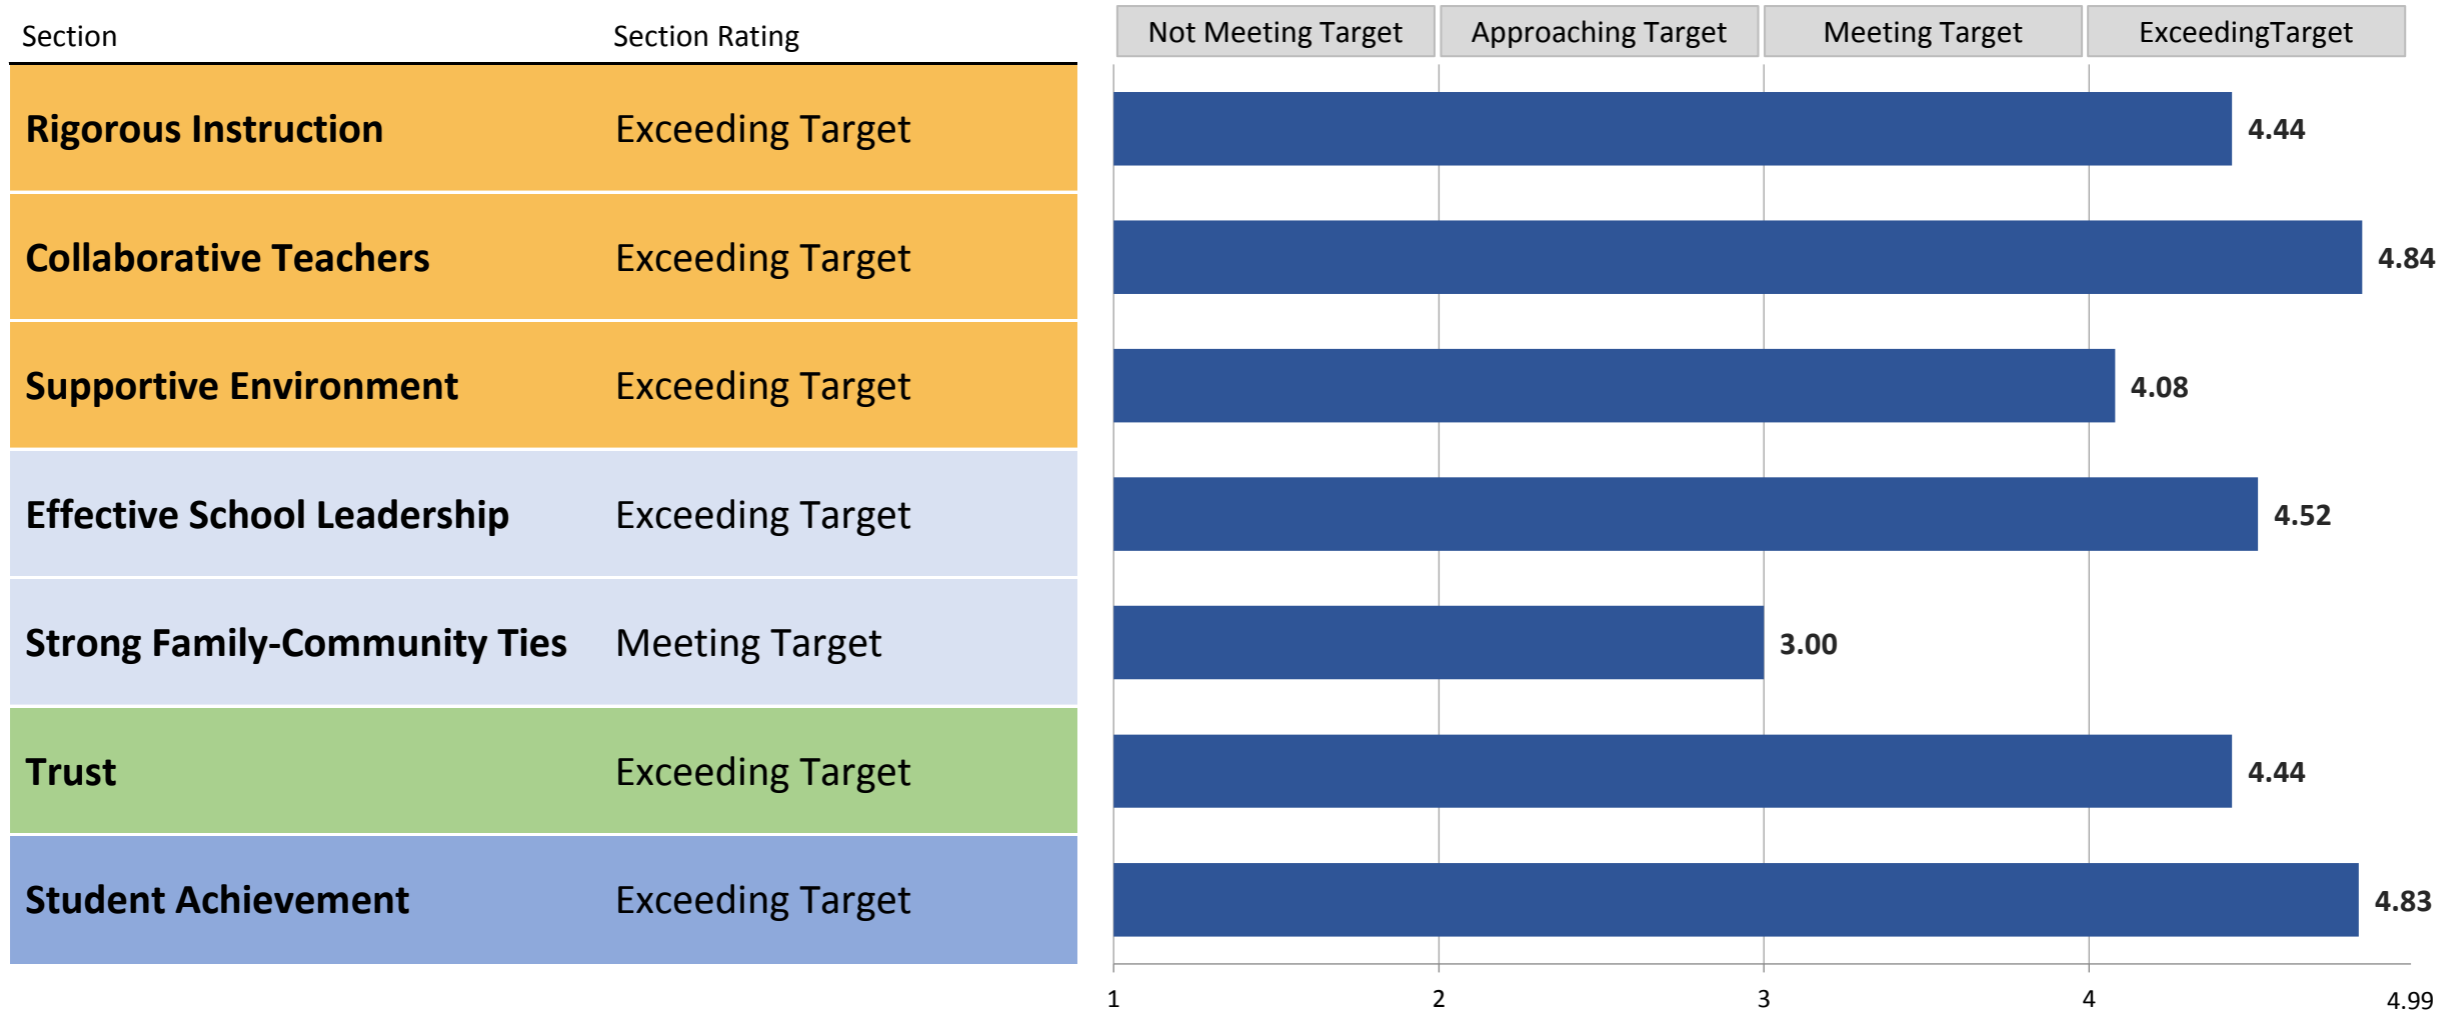 Section Section Rating Not Meeting Target Approaching Target Meeting Target ExceedingTarget
Rigorous Instruction Exceeding Target 4.44
Collaborative Teachers Exceeding Target 4.84
Supportive Environment Exceeding Target 4.08
Effective School Leadership Exceeding Target 4.52
Strong Family-Community Ties Meeting Target 3.00
Trust Exceeding Target 4.44
Student Achievement Exceeding Target 4.83
1 2 3 4 4.99